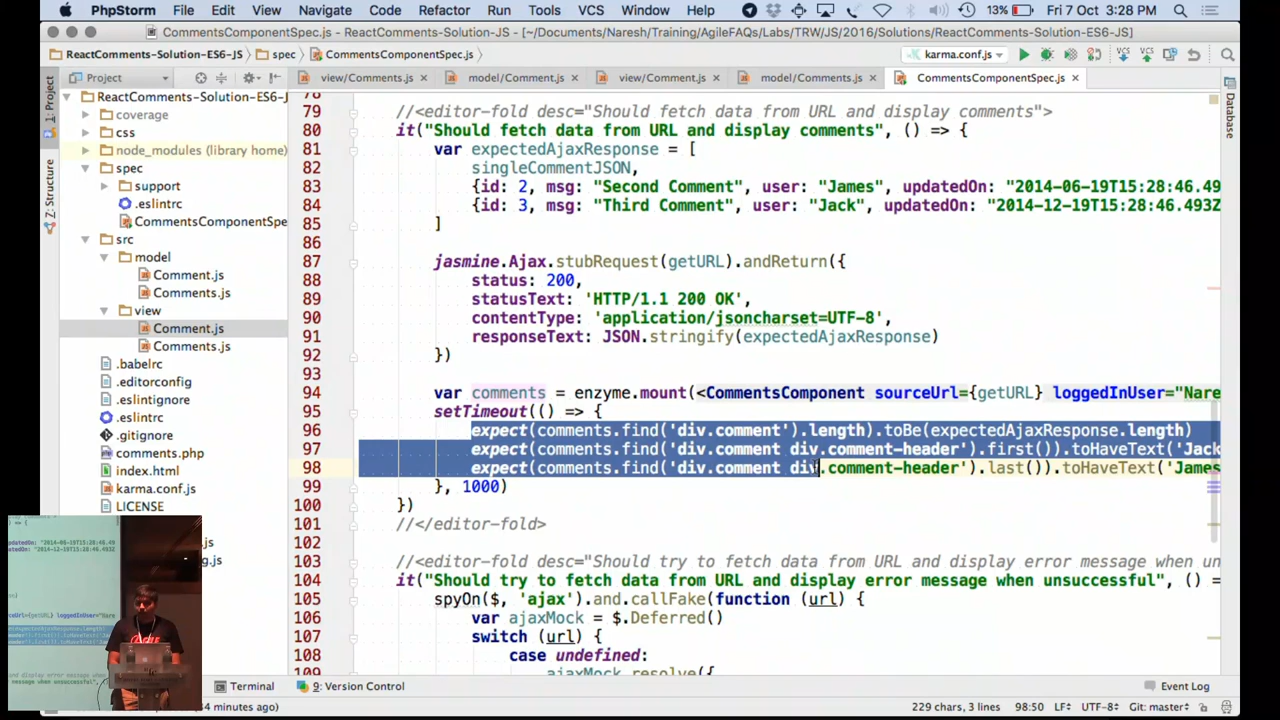 PhpStorm File Edit View Navigate Code Refactor Run Tools VCS Window Help 13% Fri 7 Oct 3:28 PM
CommentsComponentSpec.js - ReactComments-Solution-JS - [~/Documents/Naresh/Training/AgileFAQs/Labs/TRW/JS/2016/Solutions/ReactComments-Solution-ES6-JS]
ReactComments-Solution-ES6-JS spec CommentsComponentSpec.js karma.conf.js
Project view/Comments.js model/Comment.js view/Comment.js model/Comments.js CommentsComponentSpec.js
1: Project
Z: Structure
ReactComments-Solution-ES6-J
coverage
css
node_modules (library home)
spec
support
.eslintrc
CommentsComponentSpe
src
model
Comment.js
Comments.js
view
Comment.js
Comments.js
.babelrc
.editorconfig
.eslintignore
.eslintrc
.gitignore
comments.php
index.html
karma.conf.js
LICENSE
79 //<editor-fold desc="Should fetch data from URL and display comments">
80 it("Should fetch data from URL and display comments", () => {
81 var expectedAjaxResponse = [
82 singleCommentJSON,
83 {id: 2, msg: "Second Comment", user: "James", updatedOn: "2014-06-19T15:28:46.49
84 {id: 3, msg: "Third Comment", user: "Jack", updatedOn: "2014-12-19T15:28:46.493Z
85 ]
86
87 jasmine.Ajax.stubRequest(getURL).andReturn({
88 status: 200,
89 statusText: 'HTTP/1.1 200 OK',
90 contentType: 'application/jsoncharset=UTF-8',
91 responseText: JSON.stringify(expectedAjaxResponse)
92 })
93
94 var comments = enzyme.mount(<CommentsComponent sourceUrl={getURL} loggedInUser="Nare
95 setTimeout(() => {
96 expect(comments.find('div.comment').length).toBe(expectedAjaxResponse.length)
97 expect(comments.find('div.comment div.comment-header').first()).toHaveText('Jack
98 expect(comments.find('div.comment div.comment-header').last()).toHaveText('James
99 }, 1000)
100 })
101 //</editor-fold>
102
103 //<editor-fold desc="Should try to fetch data from URL and display error message when un
104 it("Should try to fetch data from URL and display error message when unsuccessful", () =
105 spyOn($, 'ajax').and.callFake(function (url) {
106 var ajaxMock = $.Deferred()
107 switch (url) {
108 case undefined:
109 ajaxMock.resolve({
Database
Terminal 9: Version Control Event Log
4 minutes ago) 229 chars, 3 lines 98:50 LF÷ UTF-8÷ Git: master÷